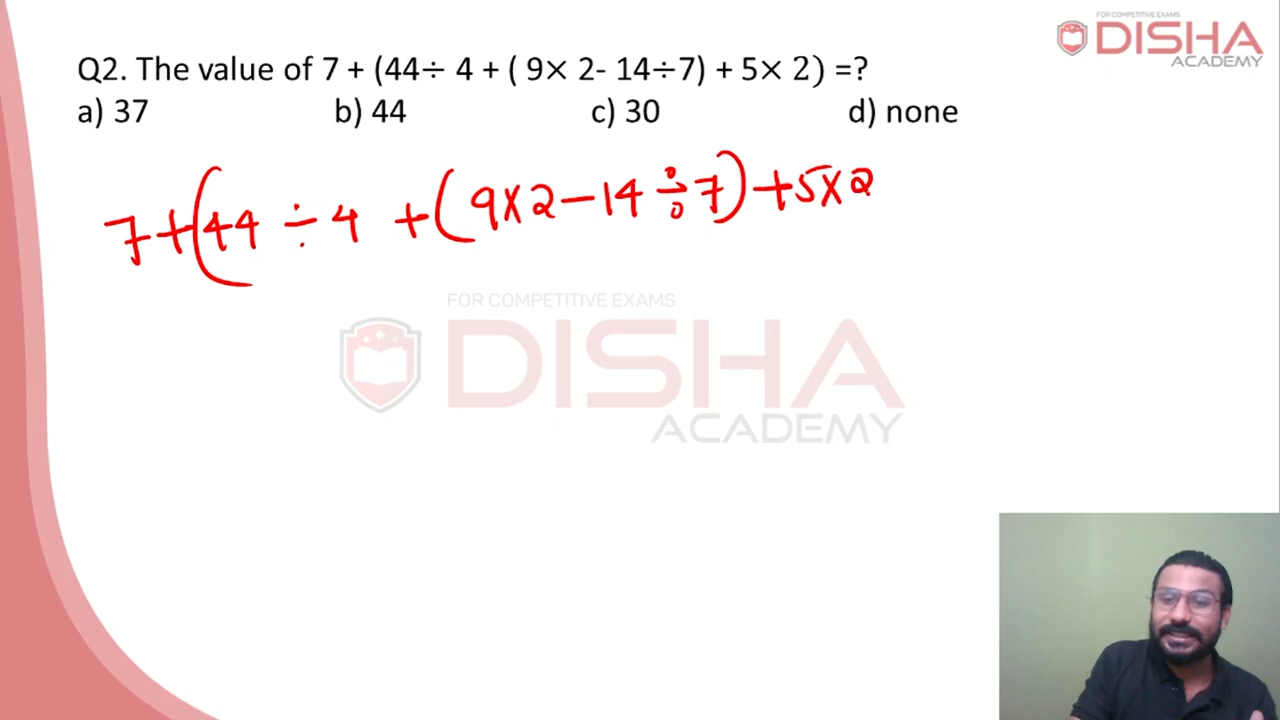 FOR COMPETITIVE EXAMS
DISHA
ACADEMY
Q2. The value of 7 + (44÷ 4 + ( 9× 2- 14÷7) + 5× 2) =?
a) 37 b) 44 c) 30 d) none
7+(44 ÷ 4 +(9×2-14÷7)+5×2
FOR COMPETITIVE EXAMS
DISHA
ACADEMY